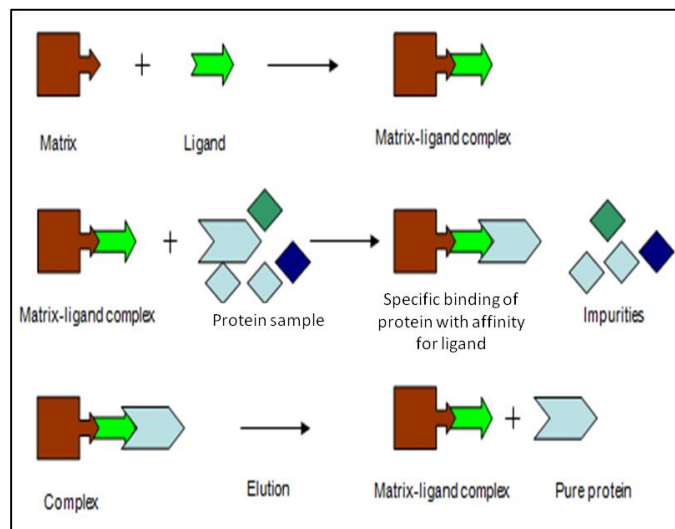 +
Matrix
Ligand
Matrix-ligand complex
+
Matrix-ligand complex
Protein sample
Specific binding of
protein with affinity
for ligand
Impurities
+
Complex
Elution
Matrix-ligand complex
Pure protein